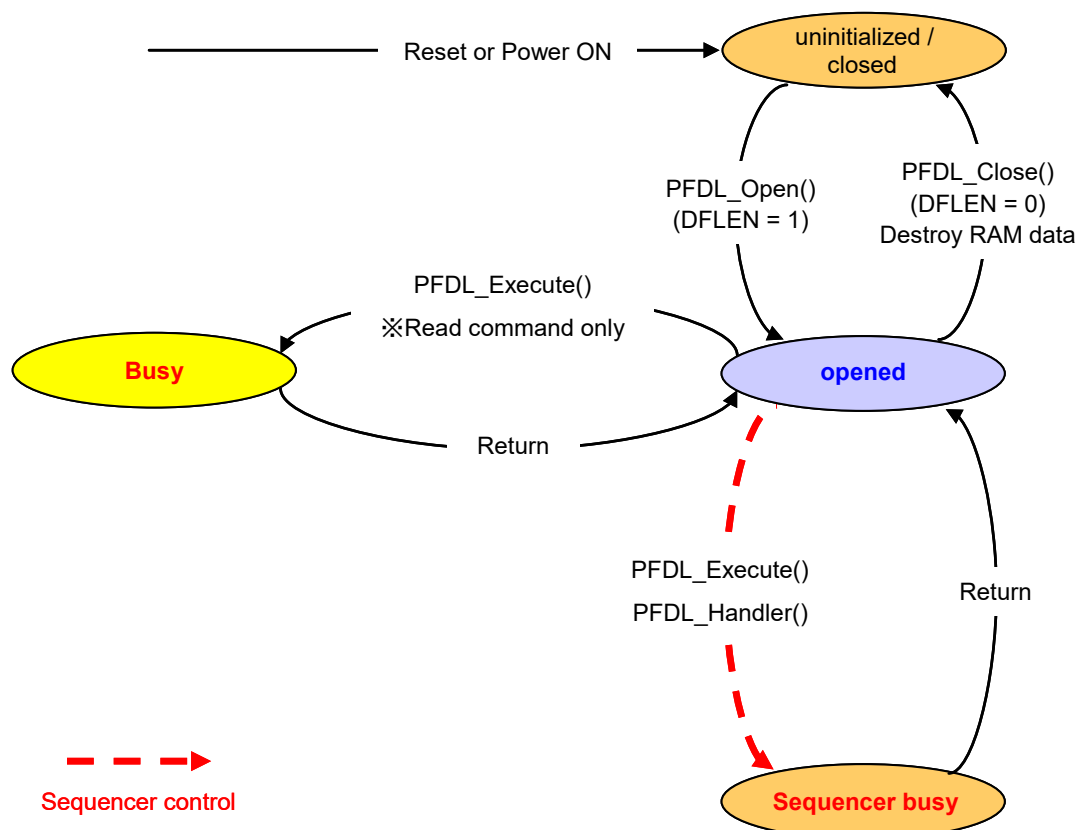 Reset or Power ON
uninitialized /
closed
PFDL_Open()
(DFLEN = 1)
PFDL_Close()
(DFLEN = 0)
Destroy RAM data
PFDL_Execute()
※Read command only
Busy
opened
Return
PFDL_Execute()
PFDL_Handler()
Return
Sequencer control
Sequencer busy